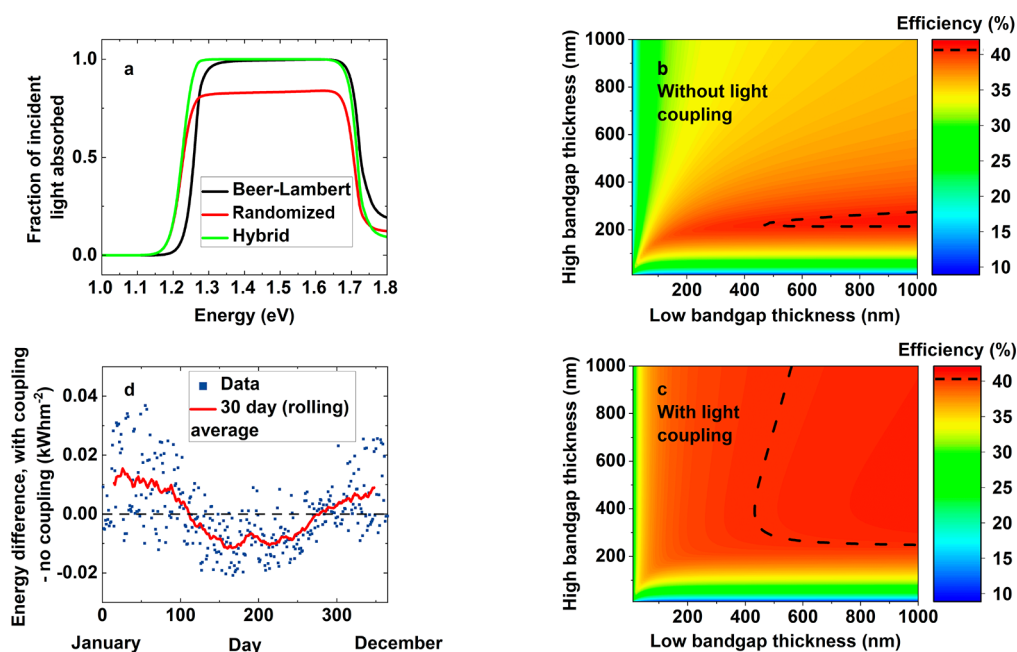 a
Fraction of incident
light absorbed
1.0
0.5
0.0
Beer-Lambert
Randomized
Hybrid
1.0 1.1 1.2 1.3 1.4 1.5 1.6 1.7 1.8
Energy (eV)
Efficiency (%)
b
Without light
coupling
High bandgap thickness (nm)
1000
800
600
400
200
200 400 600 800 1000
Low bandgap thickness (nm)
40
35
30
25
20
15
10
d
Energy difference, with coupling
- no coupling (kWhm-2)
0.04
0.02
0.00
-0.02
Data
30 day (rolling)
average
0 100 200 300
January Day December
Efficiency (%)
c
With light
coupling
High bandgap thickness (nm)
1000
800
600
400
200
200 400 600 800 1000
Low bandgap thickness (nm)
40
35
30
25
20
15
10